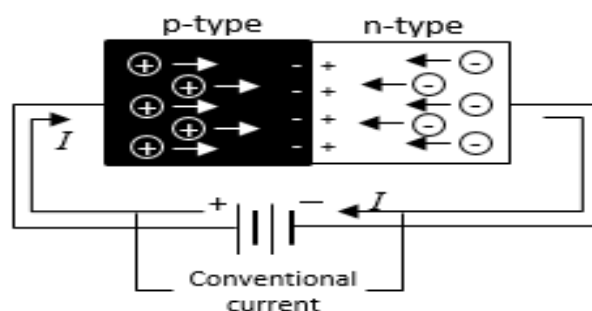 p-type n-type
+ - + -
+ - + -
+ - + -
+ - + -
+ -
I + — I
Conventional
current